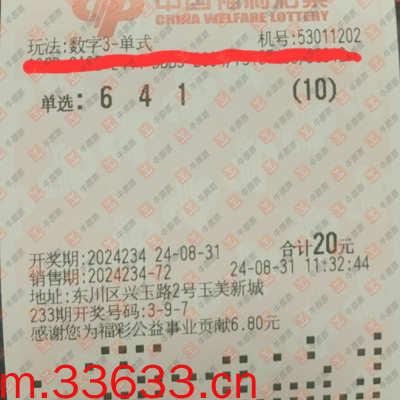 中国福利彩票
CHINA WELFARE LOTTERY
玩法:数字3-单式 机号:53011202
单选: 6 4 1 (10)
开奖期:2024234 24-08-31 合计20元
销售期:2024234-72 24-08-31 11:32:44
地址:东川区兴玉路2号玉美新城
233期开奖号码:3-9-7
感谢您为福彩公益事业贡献6.80元
m.33633.cn